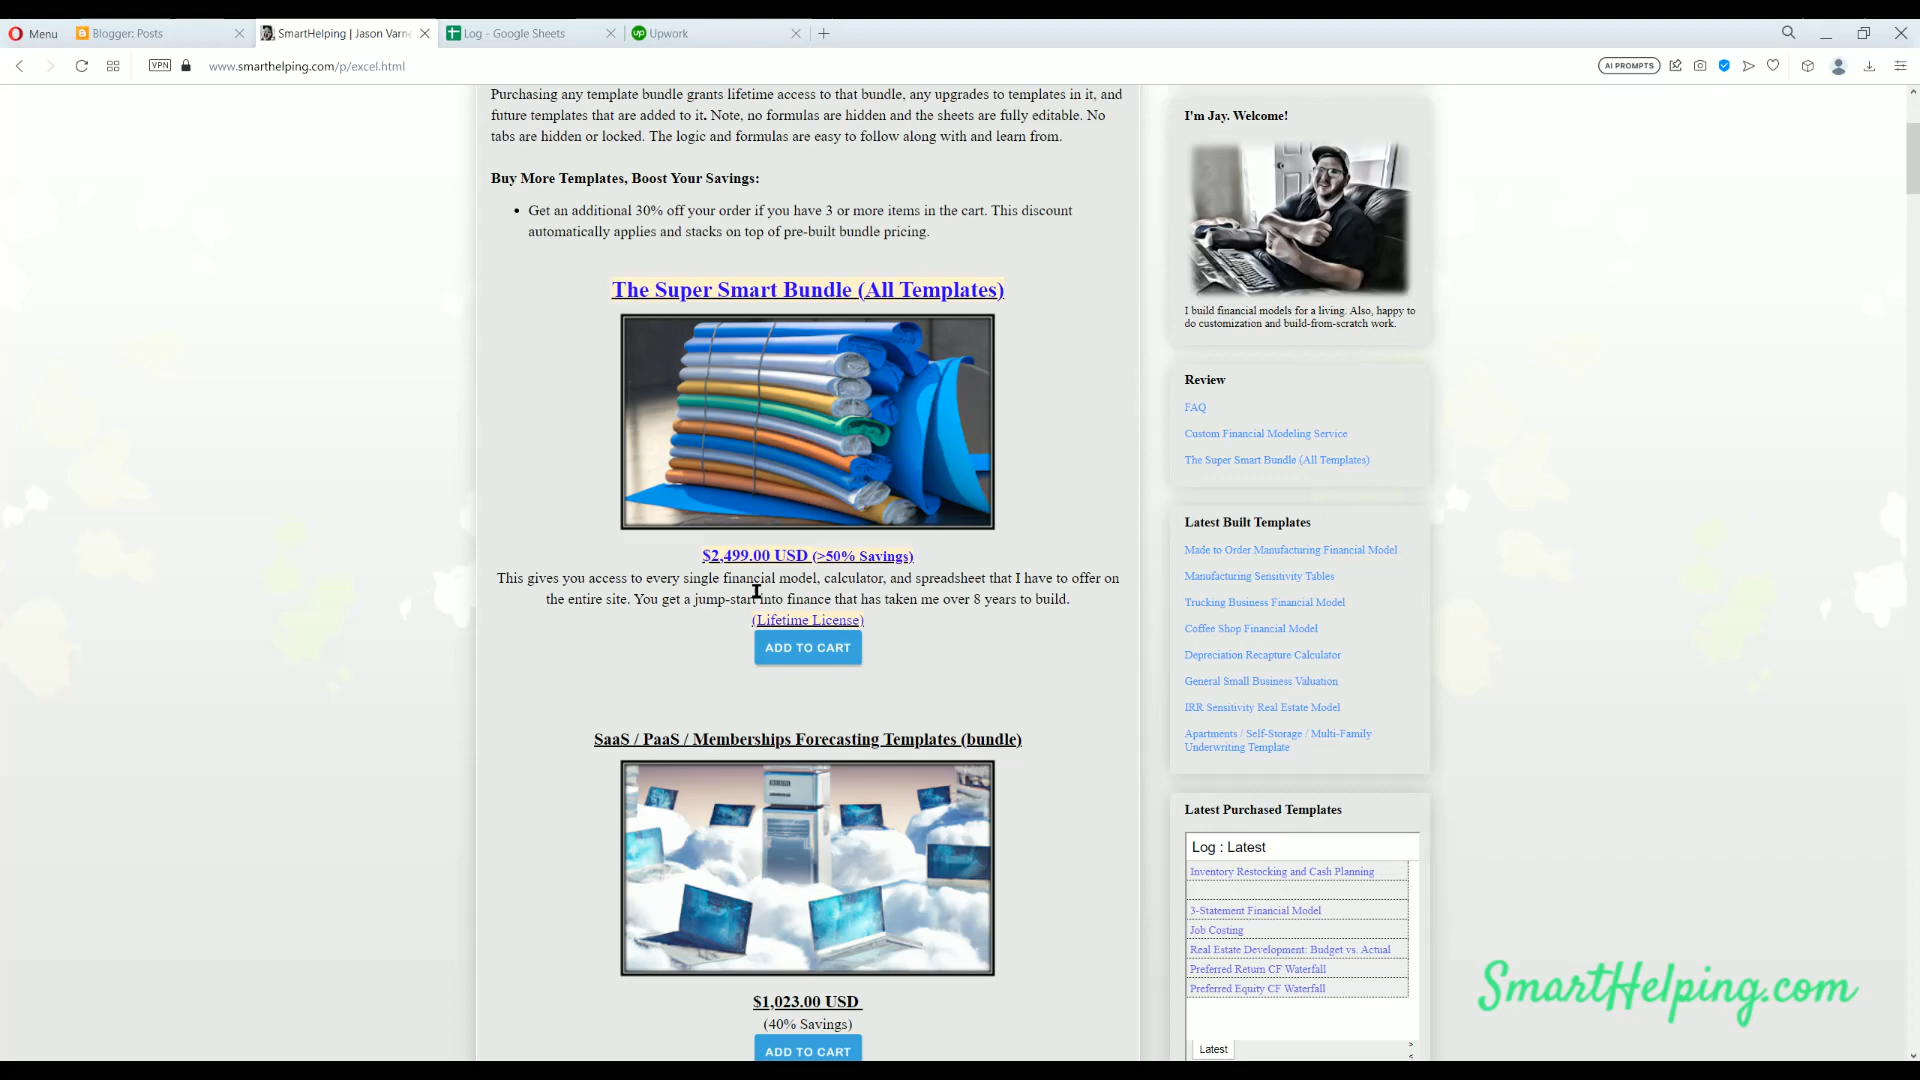 Menu
Blogger: Posts
SmartHelping | Jason Varne
Log - Google Sheets
up Upwork
VPN
www.smarthelping.com/p/excel.html
AI PROMPTS
Purchasing any template bundle grants lifetime access to that bundle, any upgrades to templates in it, and
future templates that are added to it. Note, no formulas are hidden and the sheets are fully editable. No
tabs are hidden or locked. The logic and formulas are easy to follow along with and learn from.
Buy More Templates, Boost Your Savings:
• Get an additional 30% off your order if you have 3 or more items in the cart. This discount
automatically applies and stacks on top of pre-built bundle pricing.
The Super Smart Bundle (All Templates)
$2,499.00 USD (>50% Savings)
This gives you access to every single financial model, calculator, and spreadsheet that I have to offer on
the entire site. You get a jump-start into finance that has taken me over 8 years to build.
(Lifetime License)
ADD TO CART
SaaS / PaaS / Memberships Forecasting Templates (bundle)
$1,023.00 USD
(40% Savings)
ADD TO CART
I'm Jay. Welcome!
I build financial models for a living. Also, happy to
do customization and build-from-scratch work.
Review
FAQ
Custom Financial Modeling Service
The Super Smart Bundle (All Templates)
Latest Built Templates
Made to Order Manufacturing Financial Model
Manufacturing Sensitivity Tables
Trucking Business Financial Model
Coffee Shop Financial Model
Depreciation Recapture Calculator
General Small Business Valuation
IRR Sensitivity Real Estate Model
Apartments / Self-Storage / Multi-Family
Underwriting Template
Latest Purchased Templates
Log : Latest
Inventory Restocking and Cash Planning
3-Statement Financial Model
Job Costing
Real Estate Development: Budget vs. Actual
Preferred Return CF Waterfall
Preferred Equity CF Waterfall
Latest
SmartHelping.com